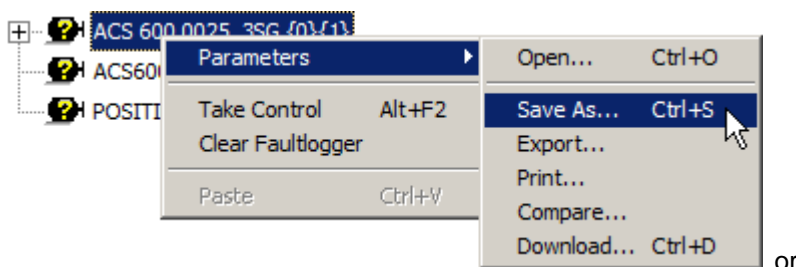 ACS 600 0025_3SG {0}{1}
Parameters
Open... Ctrl+O
ACS60
POSITI
Take Control Alt+F2
Save As... Ctrl+S
Clear Faultlogger
Export...
Print...
Paste Ctrl+V
Compare...
Download... Ctrl+D
or